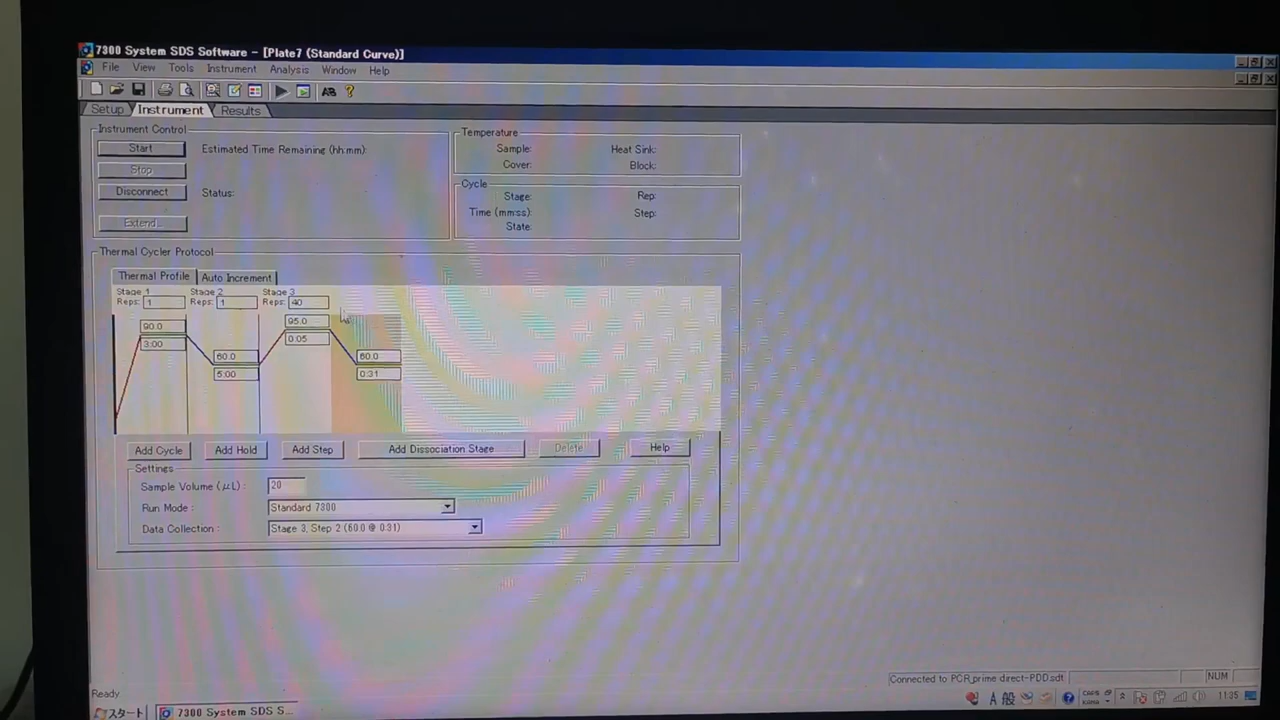 7300 System SDS Software - [Plate7 (Standard Curve)]
File View Tools Instrument Analysis Window Help
Setup Instrument Results
Instrument Control
Start
Estimated Time Remaining (hh:mm):
Stop
Disconnect
Status:
Extend...
Temperature
Sample: Heat Sink:
Cover: Block:
Cycle
Stage: Rep:
Time (mm:ss): Step:
State:
Thermal Cycler Protocol
Thermal Profile Auto Increment
Stage 1 Stage 2 Stage 3
Reps: 1 Reps: 1 Reps: 40
90.0 95.0
3:00 0:05
60.0 60.0
5:00 0:31
Add Cycle Add Hold Add Step Add Dissociation Stage Delete Help
Settings
Sample Volume (μL) : 20
Run Mode : Standard 7300
Data Collection : Stage 3, Step 2 (60.0 @ 0:31)
Connected to PCR_prime direct-PDD.sdt NUM
Ready
スタート 7300 System SDS S...
A 般 CAPS KANA 11:35